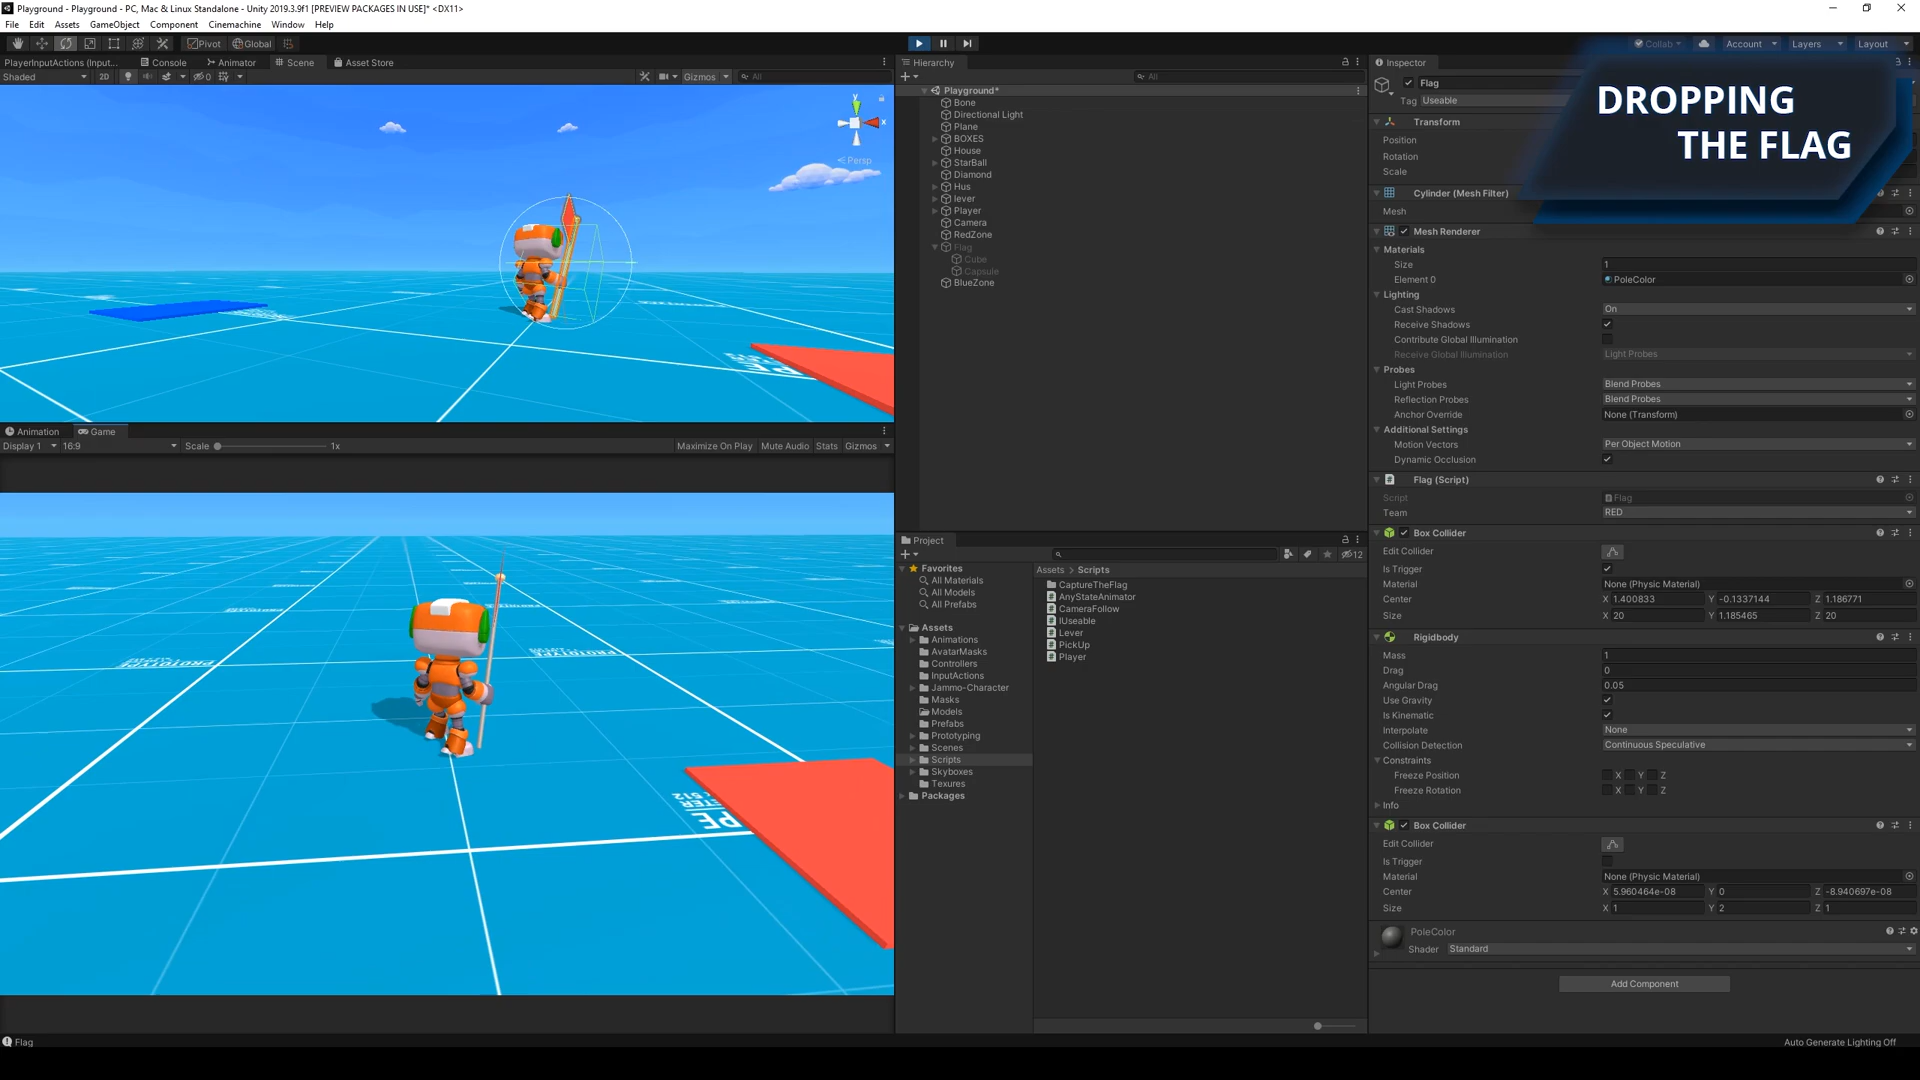 Playground - Playground - PC, Mac & Linux Standalone - Unity 2019.3.9f1 [PREVIEW PACKAGES IN USE]* <DX11>
File Edit Assets GameObject Component Cinemachine Window Help
Pivot Global
Collab Account Layers Layout
PlayerInputActions (Input... Console Animator Scene Asset Store
Shaded 2D 0 Gizmos All
y
x
Persp
Animation Game
Display 1 16:9 Scale 1x Maximize On Play Mute Audio Stats Gizmos
PROTOTYPE
Hierarchy
All
Playground*
Bone
Directional Light
Plane
BOXES
House
StarBall
Diamond
Hus
lever
Player
Camera
RedZone
Flag
Cube
Capsule
BlueZone
Project
12
Favorites
All Materials
All Models
All Prefabs
Assets
Animations
AvatarMasks
Controllers
InputActions
Jammo-Character
Masks
Models
Prefabs
Prototyping
Scenes
Scripts
Skyboxes
Texures
Packages
Assets > Scripts
CaptureTheFlag
AnyStateAnimator
CameraFollow
IUseable
Lever
PickUp
Player
Inspector
Flag
Tag Useable
DROPPING
THE FLAG
Transform
Position
Rotation
Scale
Cylinder (Mesh Filter)
Mesh
Mesh Renderer
Materials
Size 1
Element 0 PoleColor
Lighting
Cast Shadows On
Receive Shadows
Contribute Global Illumination
Receive Global Illumination Light Probes
Probes
Light Probes Blend Probes
Reflection Probes Blend Probes
Anchor Override None (Transform)
Additional Settings
Motion Vectors Per Object Motion
Dynamic Occlusion
Flag (Script)
Script Flag
Team RED
Box Collider
Edit Collider
Is Trigger
Material None (Physic Material)
Center X 1.400833 Y -0.1337144 Z 1.186771
Size X 20 Y 1.185465 Z 20
Rigidbody
Mass 1
Drag 0
Angular Drag 0.05
Use Gravity
Is Kinematic
Interpolate None
Collision Detection Continuous Speculative
Constraints
Freeze Position X Y Z
Freeze Rotation X Y Z
Info
Box Collider
Edit Collider
Is Trigger
Material None (Physic Material)
Center X 5.960464e-08 Y 0 Z -8.940697e-08
Size X 1 Y 2 Z 1
PoleColor
Shader Standard
Add Component
Flag
Auto Generate Lighting Off